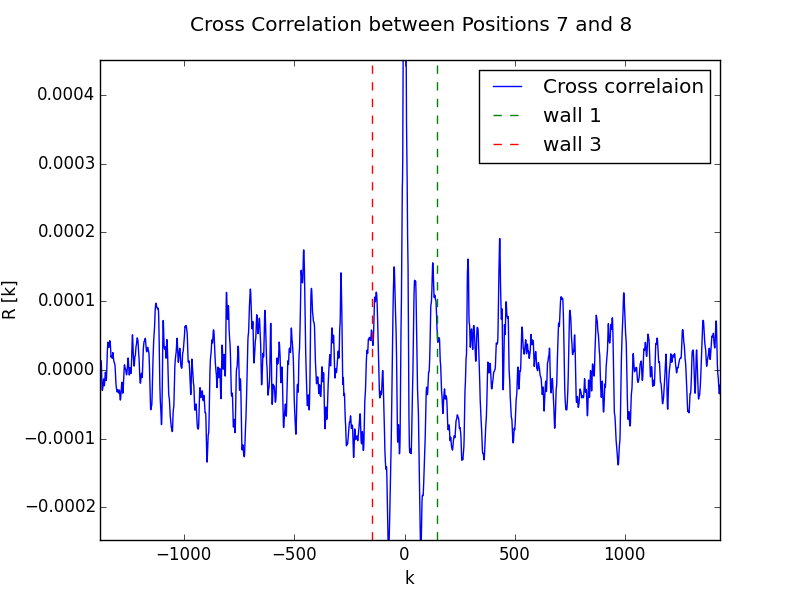 Cross Correlation between Positions 7 and 8
R [k]
0.0004
0.0003
0.0002
0.0001
0.0000
−0.0001
−0.0002
Cross correlaion
wall 1
wall 3
−1000
−500
0
500
1000
k